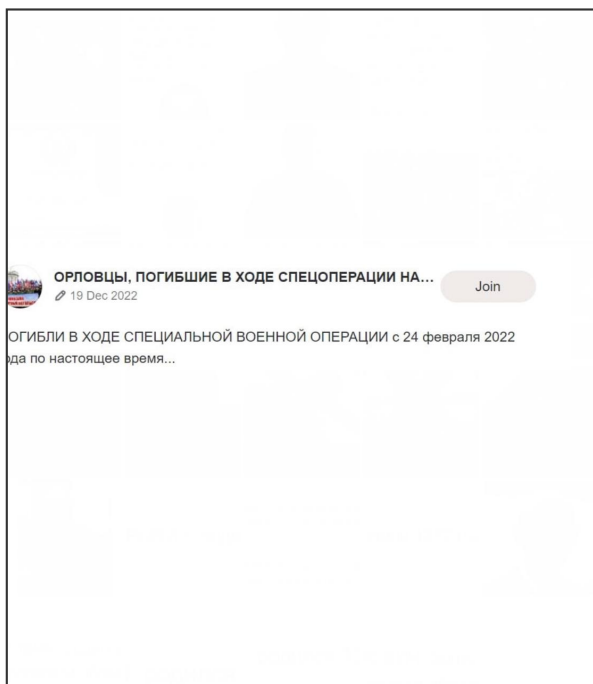 ОРЛОВЦЫ, ПОГИБШИЕ В ХОДЕ СПЕЦОПЕРАЦИИ НА...
19 Dec 2022
Join
ОГИБЛИ В ХОДЕ СПЕЦИАЛЬНОЙ ВОЕННОЙ ОПЕРАЦИИ с 24 февраля 2022
ода по настоящее время...